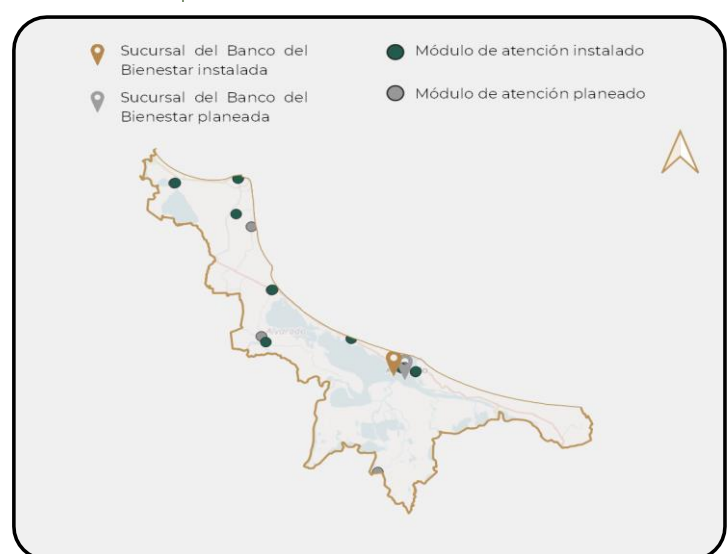 Sucursal del Banco del
Bienestar instalada
Módulo de atención instalado
Sucursal del Banco del
Bienestar planeada
Módulo de atención planeado
Alvarado